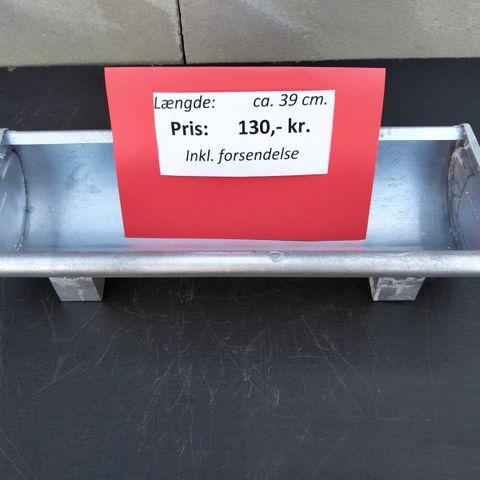 Længde: ca. 39 cm.
Pris: 130,- kr.
Inkl. forsendelse